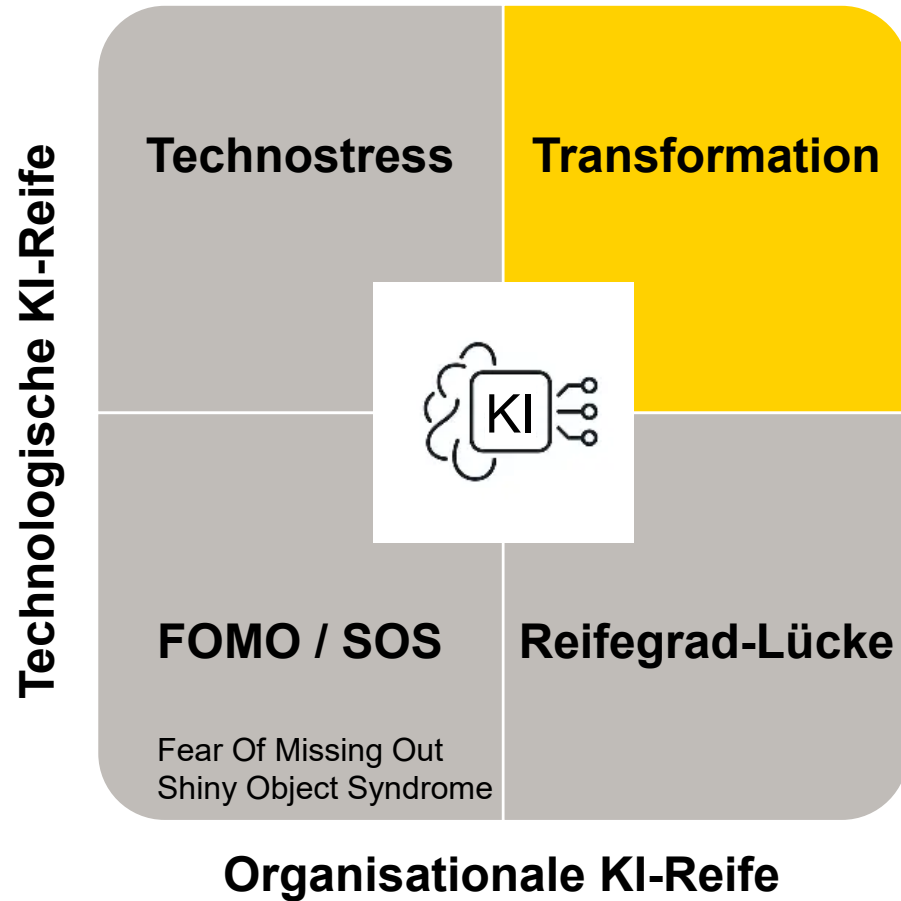 Technologische KI-Reife
Technostress
Transformation
KI
FOMO / SOS
Fear Of Missing Out
Shiny Object Syndrome
Reifegrad-Lücke
Organisationale KI-Reife